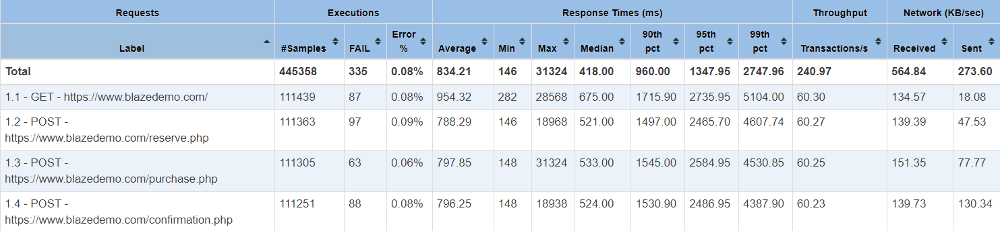 Requests Executions Response Times (ms) Throughput Network (KB/sec)
Label #Samples FAIL Error % Average Min Max Median 90th pct 95th pct 99th pct Transactions/s Received Sent
Total 445358 335 0.08% 834.21 146 31324 418.00 960.00 1347.95 2747.96 240.97 564.84 273.60
1.1 - GET - https://www.blazedemo.com/ 111439 87 0.08% 954.32 282 28568 675.00 1715.90 2735.95 5104.00 60.30 134.57 18.08
1.2 - POST - 111363 97 0.09% 788.29 146 18968 521.00 1497.00 2465.70 4607.74 60.27 139.39 47.53
https://www.blazedemo.com/reserve.php
1.3 - POST - 111305 63 0.06% 797.85 148 31324 533.00 1545.00 2584.95 4530.85 60.25 151.35 77.77
https://www.blazedemo.com/purchase.php
1.4 - POST - 111251 88 0.08% 796.25 148 18938 524.00 1530.90 2486.95 4387.90 60.23 139.73 130.34
https://www.blazedemo.com/confirmation.php